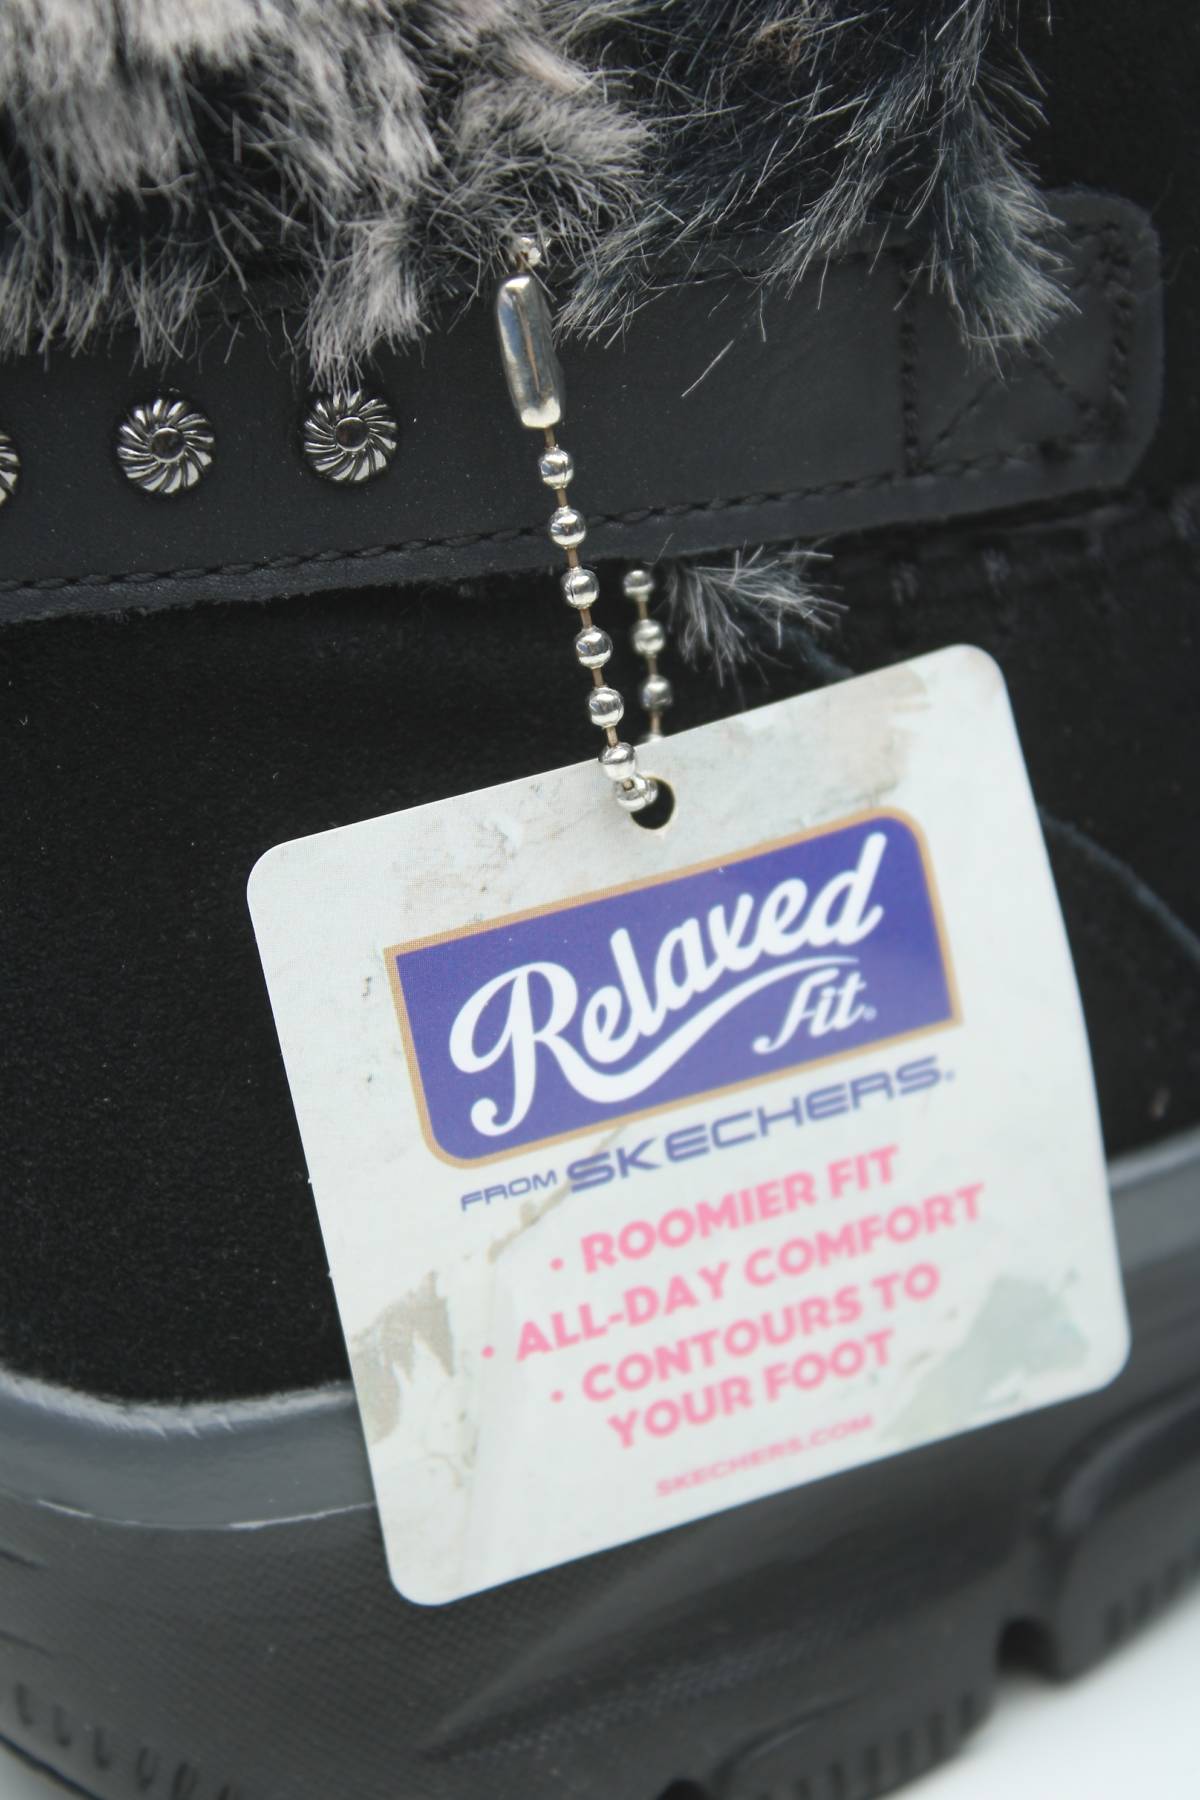 Relaxed
Fit®
FROM SKECHERS.
· ROOMIER FIT
· ALL-DAY COMFORT
· CONTOURS TO
YOUR FOOT
SKECHERS.COM